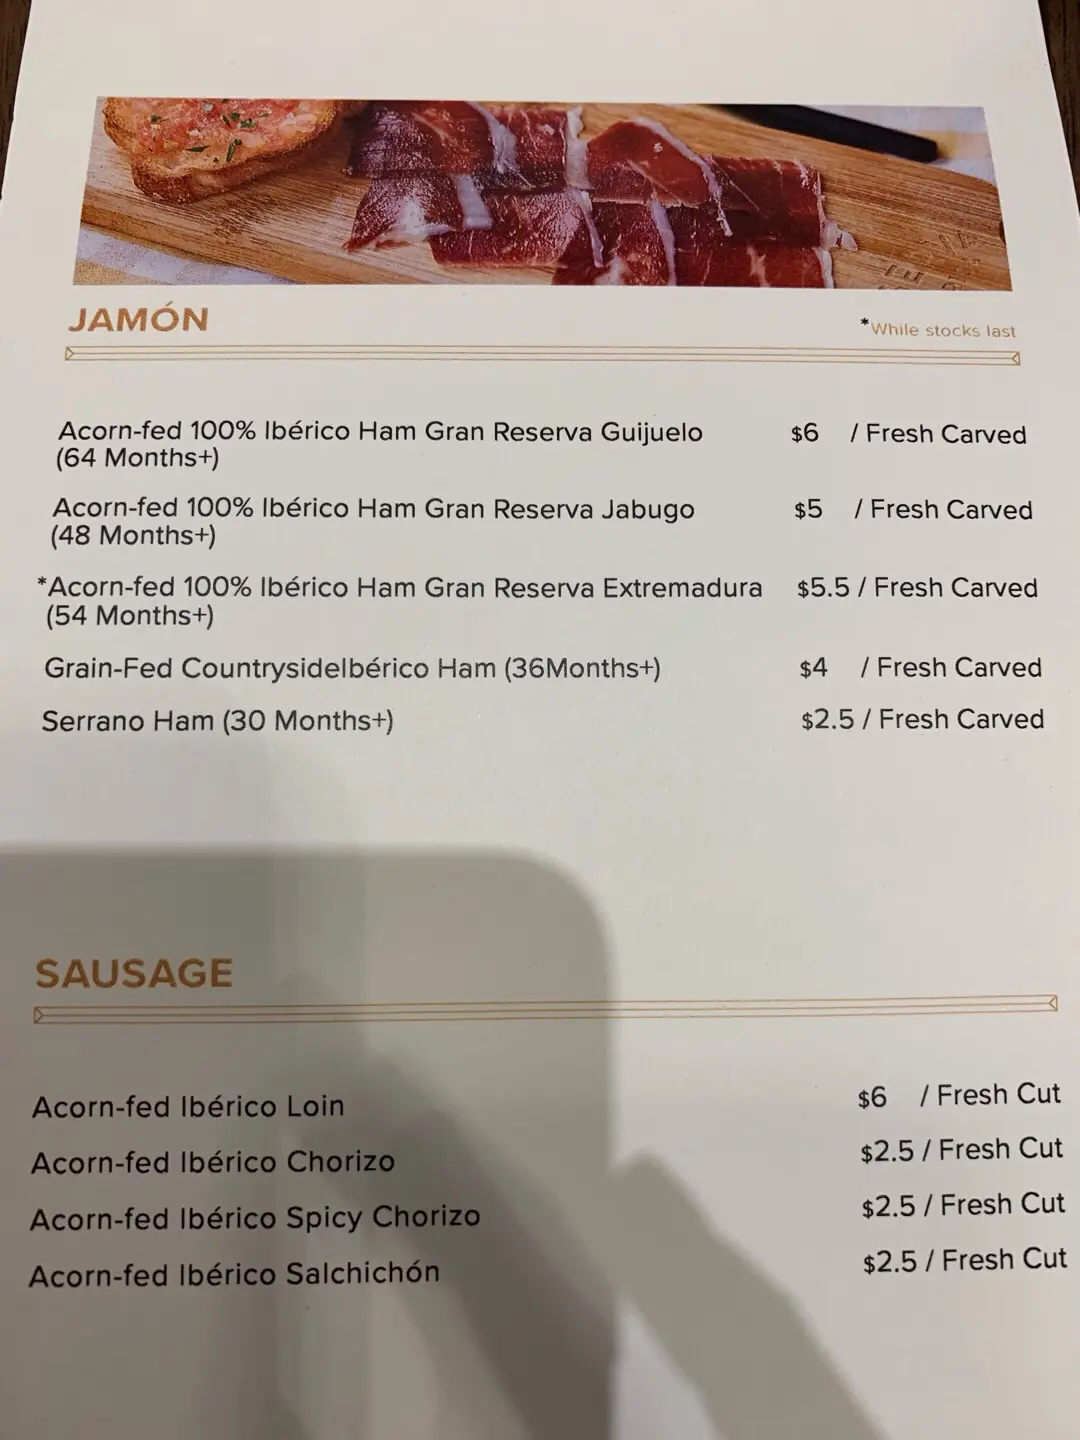 JAMÓN
*While stocks last
Acorn-fed 100% Ibérico Ham Gran Reserva Guijuelo $6 / Fresh Carved
(64 Months+)
Acorn-fed 100% Ibérico Ham Gran Reserva Jabugo $5 / Fresh Carved
(48 Months+)
*Acorn-fed 100% Ibérico Ham Gran Reserva Extremadura $5.5 / Fresh Carved
(54 Months+)
Grain-Fed CountrysideIbérico Ham (36Months+) $4 / Fresh Carved
Serrano Ham (30 Months+) $2.5 / Fresh Carved
SAUSAGE
Acorn-fed Ibérico Loin $6 / Fresh Cut
Acorn-fed Ibérico Chorizo $2.5 / Fresh Cut
Acorn-fed Ibérico Spicy Chorizo $2.5 / Fresh Cut
Acorn-fed Ibérico Salchichón $2.5 / Fresh Cut